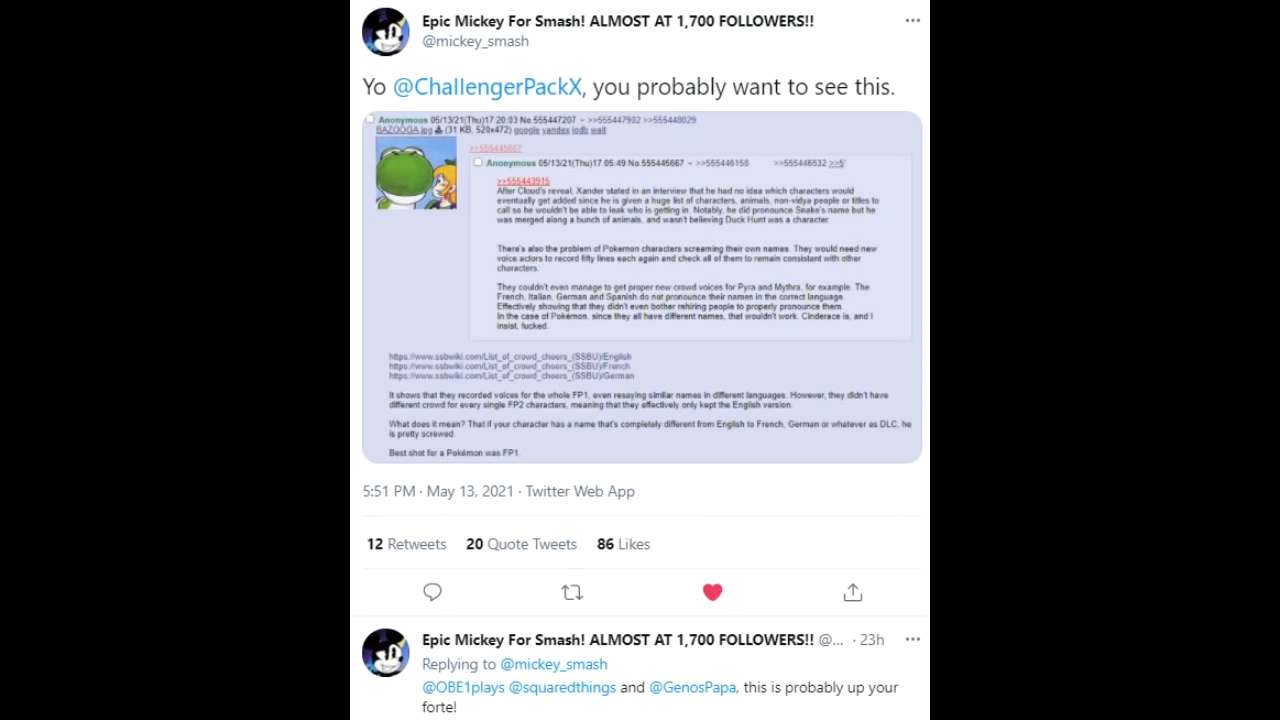 Epic Mickey For Smash! ALMOST AT 1,700 FOLLOWERS!!
@mickey_smash
Yo @ChallengerPackX, you probably want to see this.
Anonymous 05/13/21(Thu)17:20:03 No.555447207 >>555447902 >>555448029
BAZOOGA.jpg (31 KB, 520x472) google yandex iqdb wait
>>555445667
Anonymous 05/13/21(Thu)17:05:49 No.555445667 >>555446158 >>555446532 >>5
>>555443915
After Cloud's reveal, Xander stated in an interview that he had no idea which characters would
eventually get added since he is given a huge list of characters, animals, non-vidya people or titles to
call so he wouldn't be able to leak who is getting in. Notably, he did pronounce Snake's name but he
was merged along a bunch of animals, and wasn't believing Duck Hunt was a character.
There's also the problem of Pokemon characters screaming their own names. They would need new
voice actors to record fifty lines each again and check all of them to remain consistent with other
characters.
They couldn't even manage to get proper new crowd voices for Pyra and Mythra, for example. The
French, Italian, German and Spanish do not pronounce their names in the correct language.
Effectively showing that they didn't even bother rehiring people to properly pronounce them.
In the case of Pokémon, since they all have different names, that wouldn't work. Cinderace is, and I
insist, fucked.
https://www.ssbwiki.com/List_of_crowd_cheers_(SSBU)/English
https://www.ssbwiki.com/List_of_crowd_cheers_(SSBU)/French
https://www.ssbwiki.com/List_of_crowd_cheers_(SSBU)/German
It shows that they recorded voices for the whole FP1, even resaying similar names in different languages. However, they didn't have
different crowd for every single FP2 characters, meaning that they effectively only kept the English version.
What does it mean? That if your character has a name that's completely different from English to French, German or whatever as DLC, he
is pretty screwed.
Best shot for a Pokémon was FP1.
5:51 PM · May 13, 2021 · Twitter Web App
12 Retweets 20 Quote Tweets 86 Likes
Epic Mickey For Smash! ALMOST AT 1,700 FOLLOWERS!! @... · 23h
Replying to @mickey_smash
@OBE1plays @squaredthings and @GenosPapa, this is probably up your
forte!